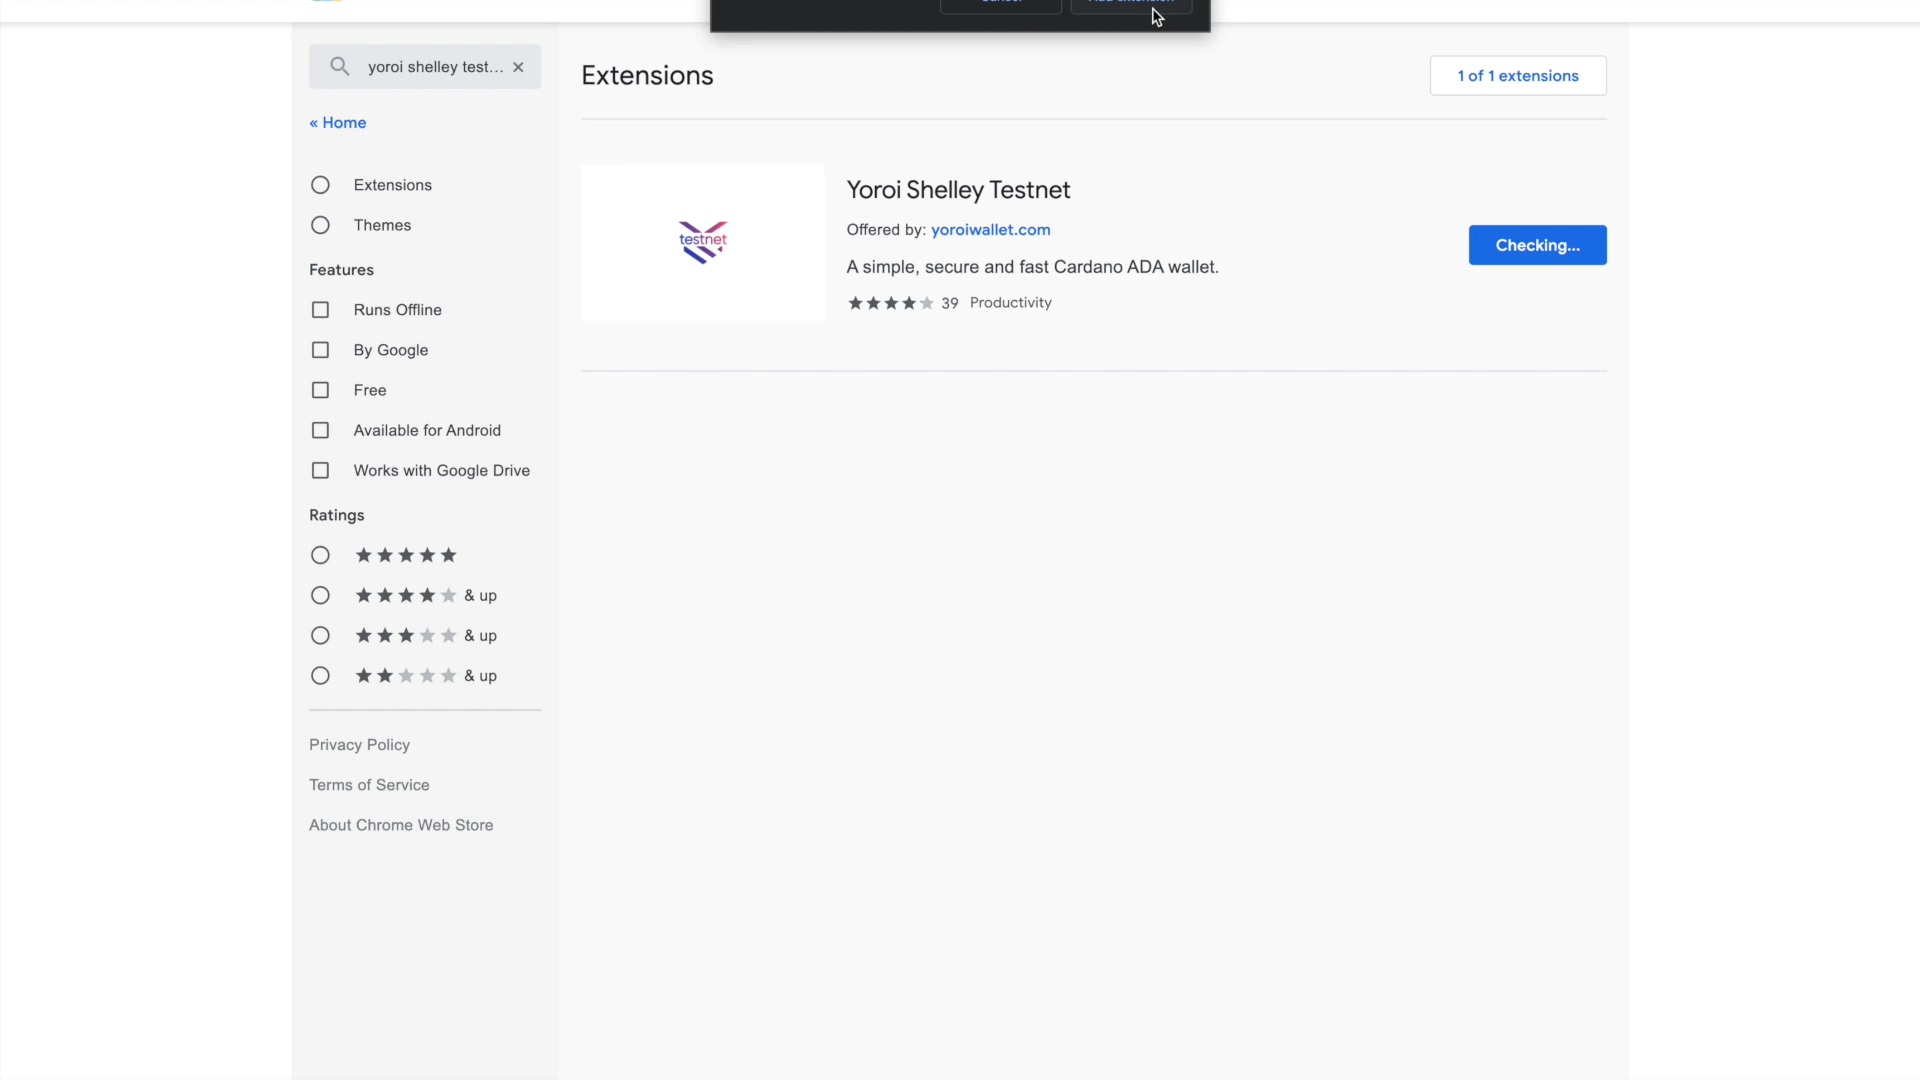 yoroi shelley test...
Extensions
1 of 1 extensions
« Home
Extensions
Themes
Features
Runs Offline
By Google
Free
Available for Android
Works with Google Drive
Ratings
& up
& up
& up
Privacy Policy
Terms of Service
About Chrome Web Store
testnet
Yoroi Shelley Testnet
Offered by: yoroiwallet.com
A simple, secure and fast Cardano ADA wallet.
39 Productivity
Checking...